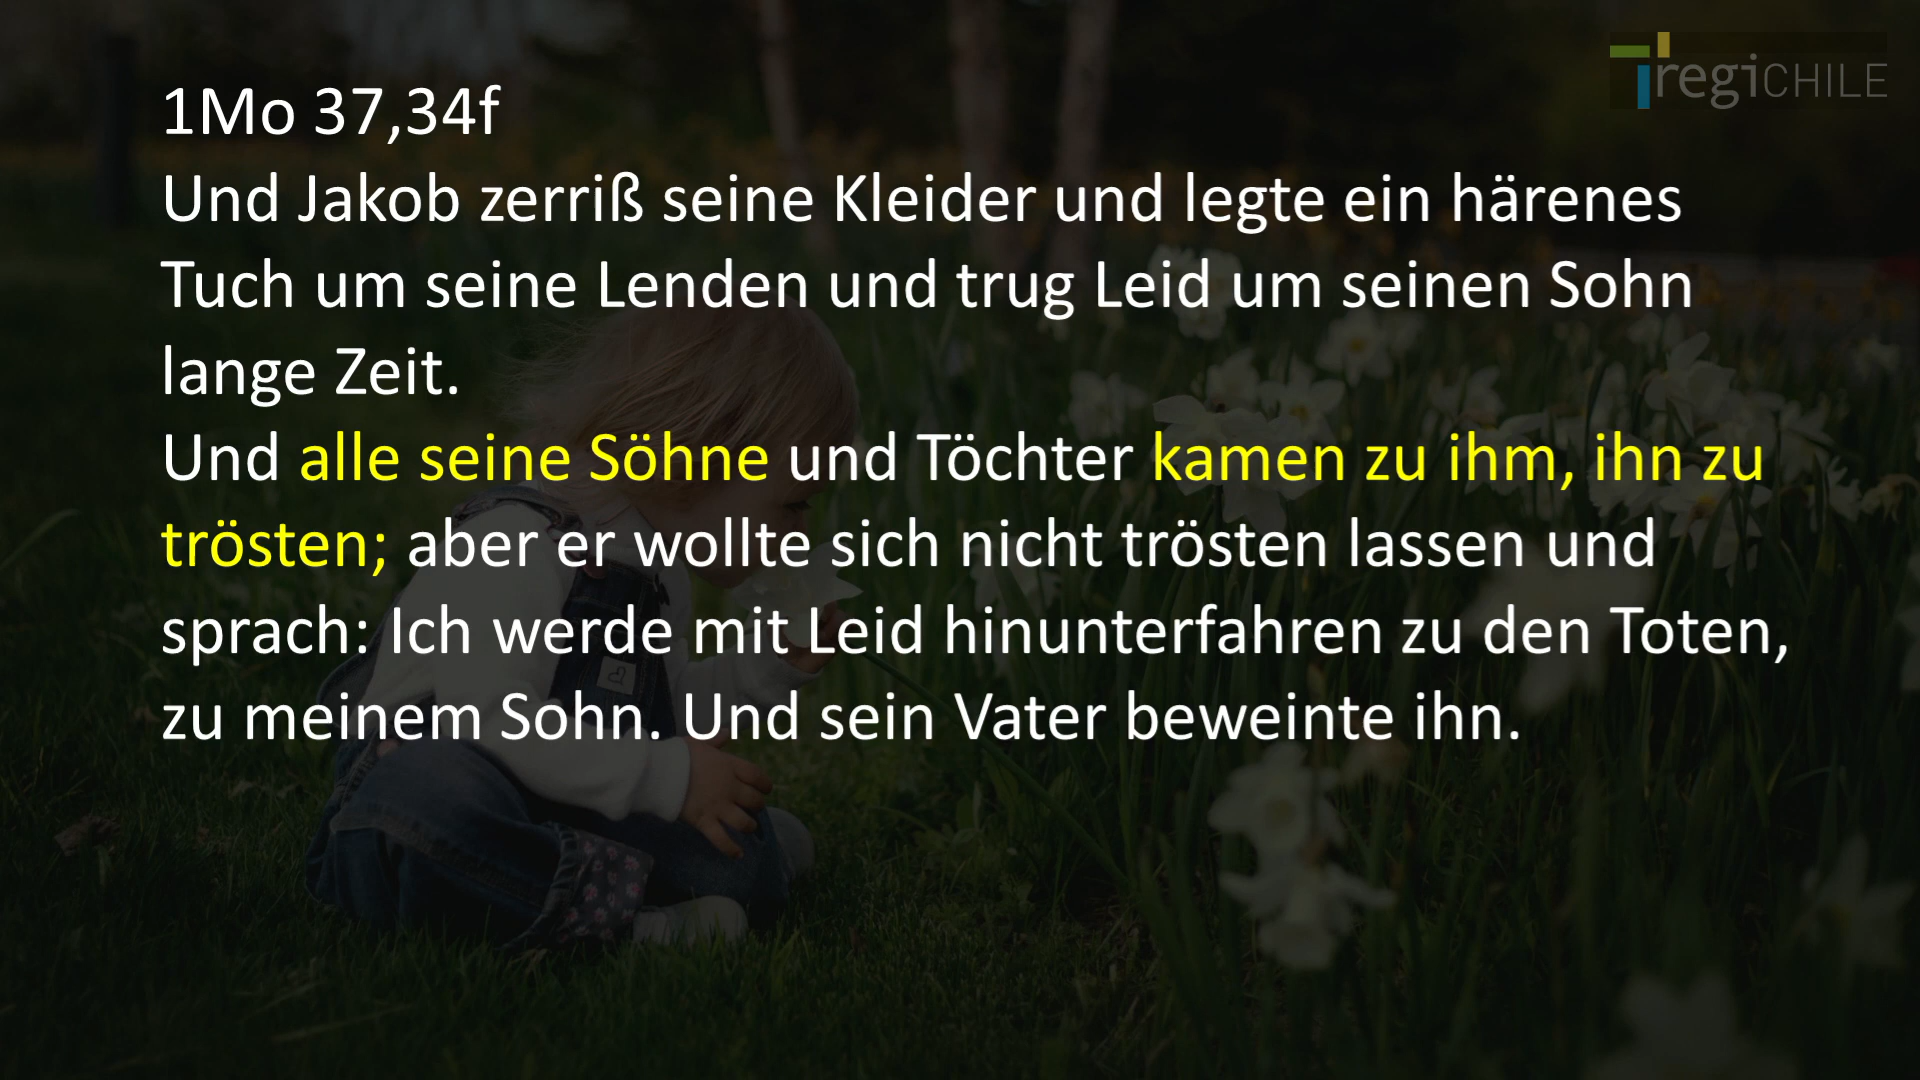 regiCHILE
1Mo 37,34f
Und Jakob zerriß seine Kleider und legte ein härenes
Tuch um seine Lenden und trug Leid um seinen Sohn
lange Zeit.
Und alle seine Söhne und Töchter kamen zu ihm, ihn zu
trösten; aber er wollte sich nicht trösten lassen und
sprach: Ich werde mit Leid hinunterfahren zu den Toten,
zu meinem Sohn. Und sein Vater beweinte ihn.